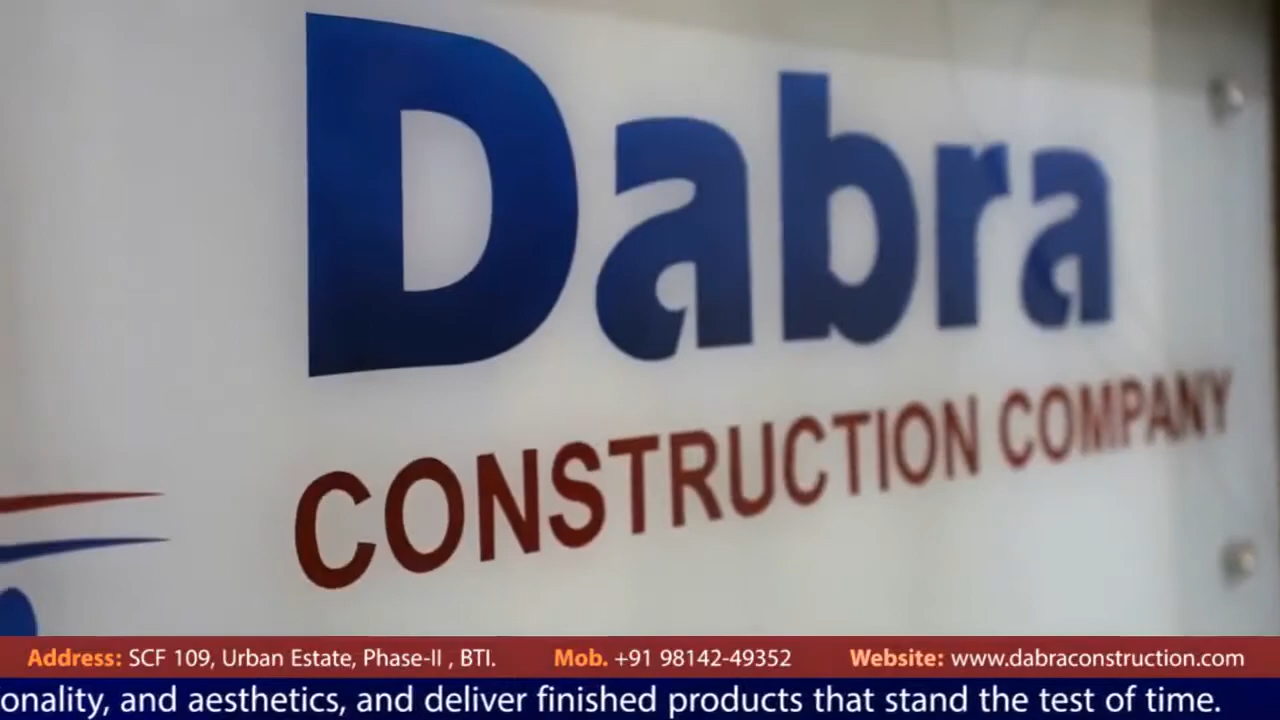 Dabra
CONSTRUCTION COMPANY
Address: SCF 109, Urban Estate, Phase-II , BTI. Mob. +91 98142-49352 Website: www.dabraconstruction.com
onality, and aesthetics, and deliver finished products that stand the test of time.